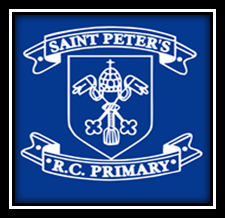 SAINT PETER'S
· R.C. PRIMARY ·